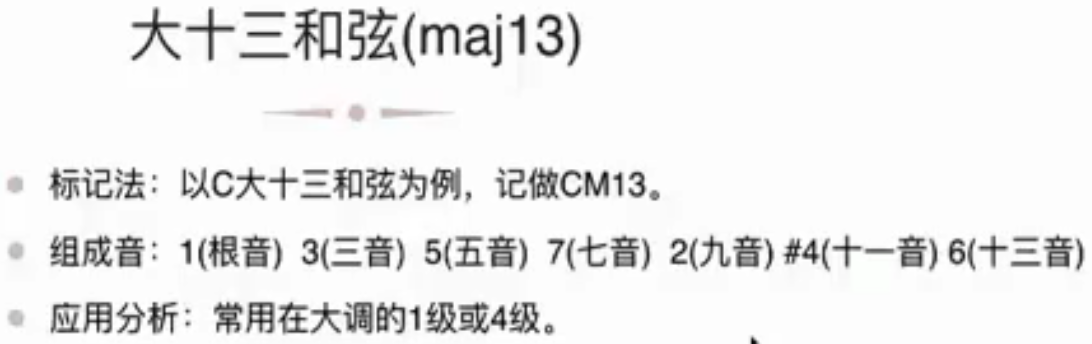 大十三和弦(maj13)
标记法：以C大十三和弦为例，记做CM13。
组成音：1(根音) 3(三音) 5(五音) 7(七音) 2(九音) #4(十一音) 6(十三音)
应用分析：常用在大调的1级或4级。